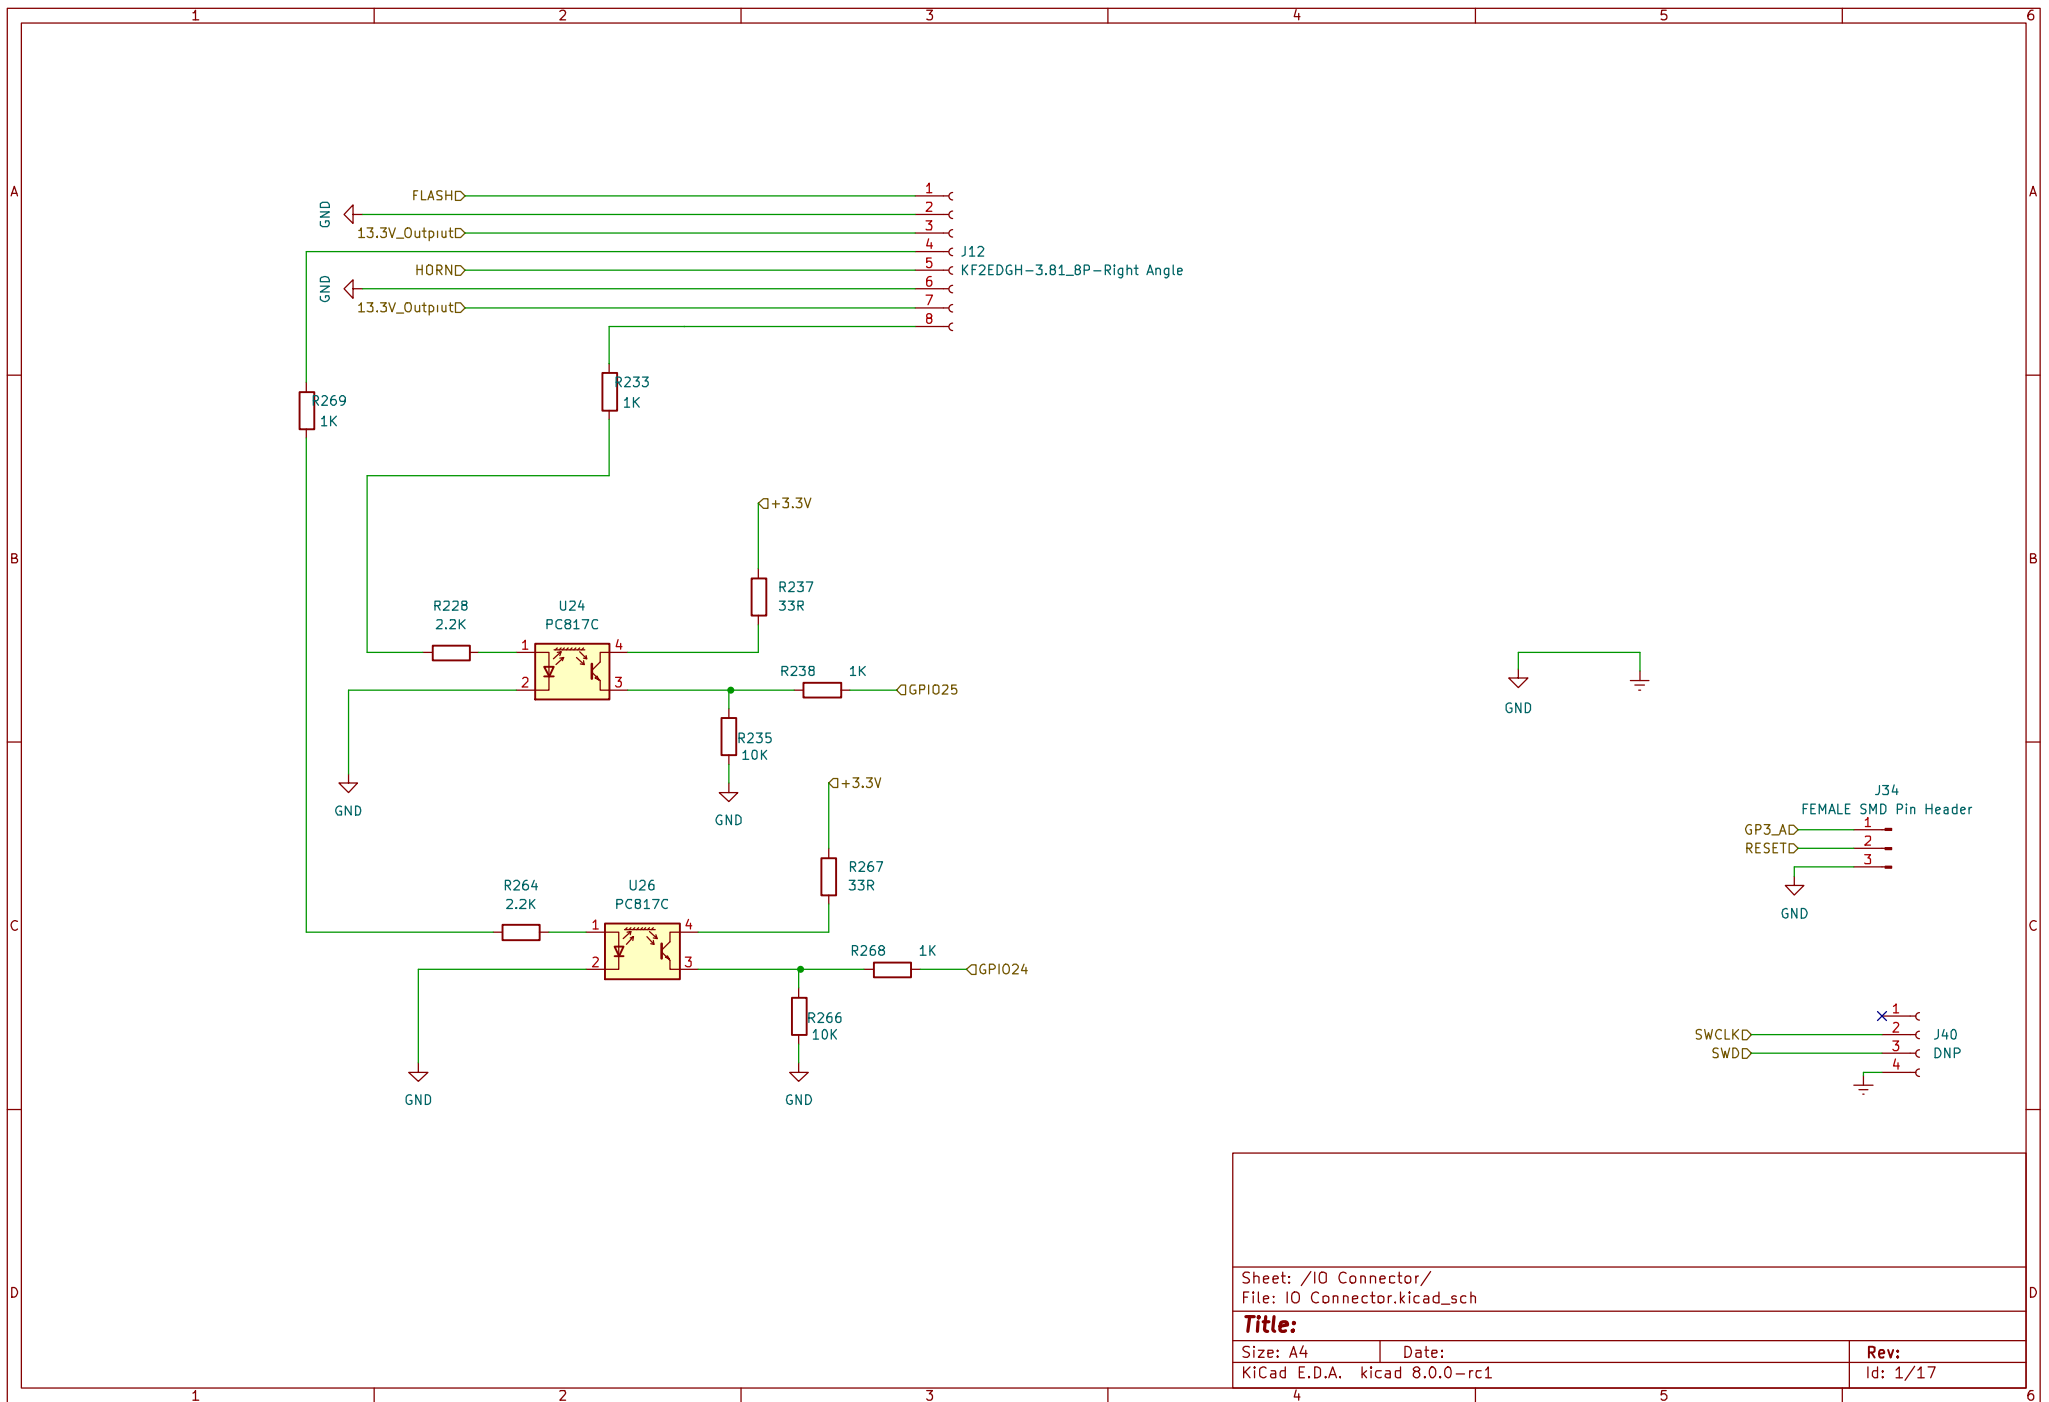 1 2 3 4 5 6
A A
FLASH 1
GND 2
13.3V_Output 3
4 J12
HORN 5 KF2EDGH-3.81_8P-Right Angle
GND 6
13.3V_Output 7
8
R233
1K
R269
1K
+3.3V
B B
R237
33R
R228
2.2K
U24
PC817C
1 4
2 3
R238 1K
GPIO25
R235
10K
GND
GND
GND
+3.3V
J34
FEMALE SMD Pin Header
GP3_A 1
RESET 2
3
GND
R267
33R
R264
2.2K
U26
PC817C
C C
1 4
2 3
R268 1K
GPIO24
R266
10K
GND
GND
1
SWCLK 2 J40
SWD 3 DNP
4
D D
Sheet: /IO Connector/
File: IO Connector.kicad_sch
Title:
Size: A4 Date: Rev:
KiCad E.D.A. kicad 8.0.0-rc1 Id: 1/17
1 2 3 4 5 6